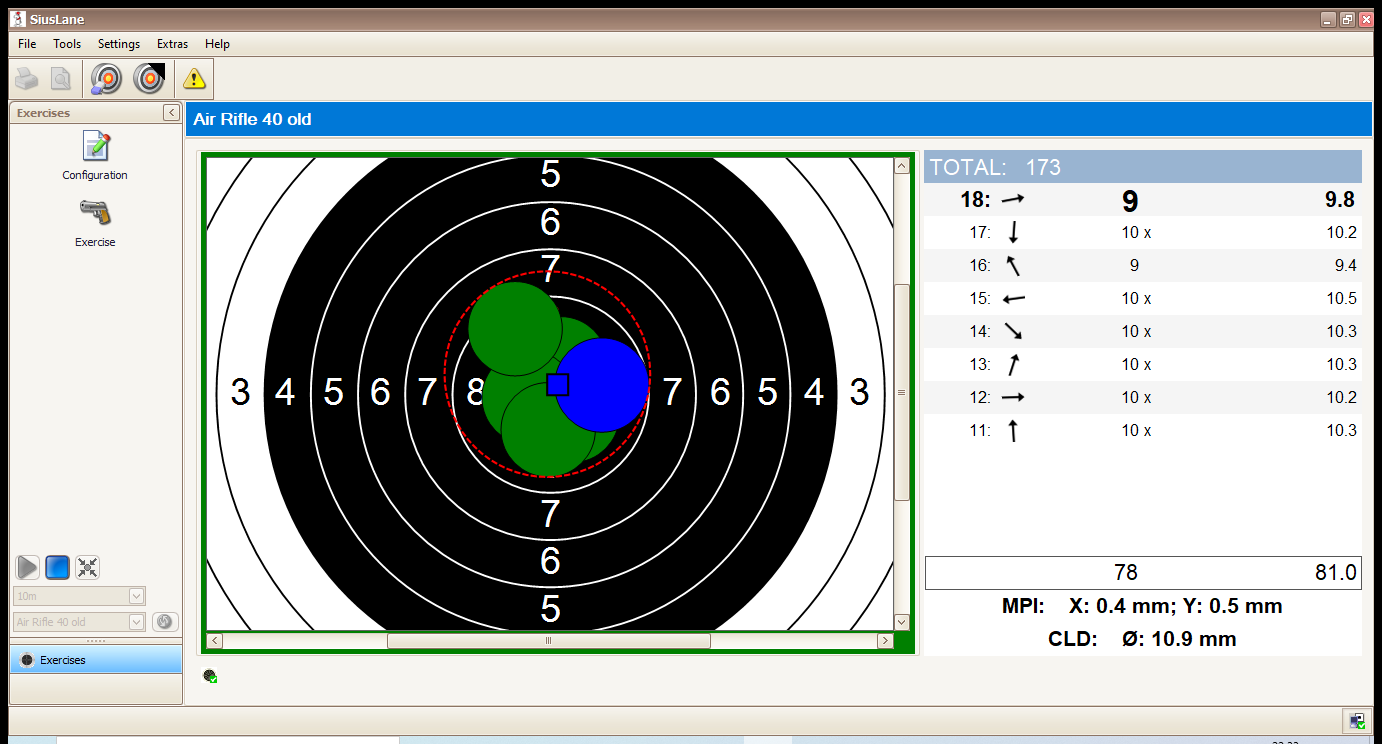 SiusLane
File Tools Settings Extras Help
Exercises
Configuration
Exercise
10m
Air Rifle 40 old
Exercises
Air Rifle 40 old
5
6
7
3 4 5 6 7 8 7 6 5 4 3
7
6
5
TOTAL: 173
18: 9 9.8
17: 10 x 10.2
16: 9 9.4
15: 10 x 10.5
14: 10 x 10.3
13: 10 x 10.3
12: 10 x 10.2
11: 10 x 10.3
78 81.0
MPI: X: 0.4 mm; Y: 0.5 mm
CLD: Ø: 10.9 mm